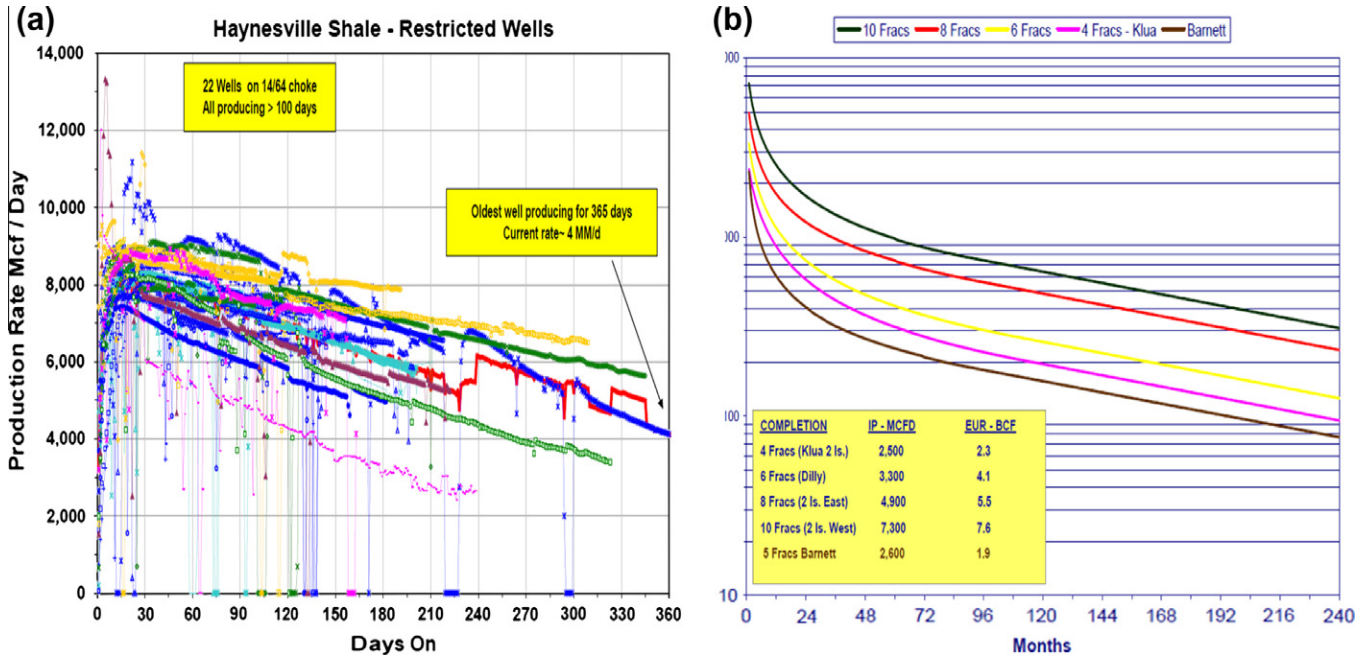 (a)
Haynesville Shale - Restricted Wells
Production Rate Mcf / Day
14,000
12,000
10,000
8,000
6,000
4,000
2,000
0
22 Wells on 14/64 choke
All producing > 100 days
Oldest well producing for 365 days
Current rate~ 4 MM/d
0 30 60 90 120 150 180 210 240 270 300 330 360
Days On
(b)
10 Fracs 8 Fracs 6 Fracs 4 Fracs - Klua Barnett
100
10
COMPLETION IP - MCFD EUR - BCF
4 Fracs (Klua 2 Is.) 2,500 2.3
6 Fracs (Dilly) 3,300 4.1
8 Fracs (2 Is. East) 4,900 5.5
10 Fracs (2 Is. West) 7,300 7.6
5 Fracs Barnett 2,600 1.9
0 24 48 72 96 120 144 168 192 216 240
Months